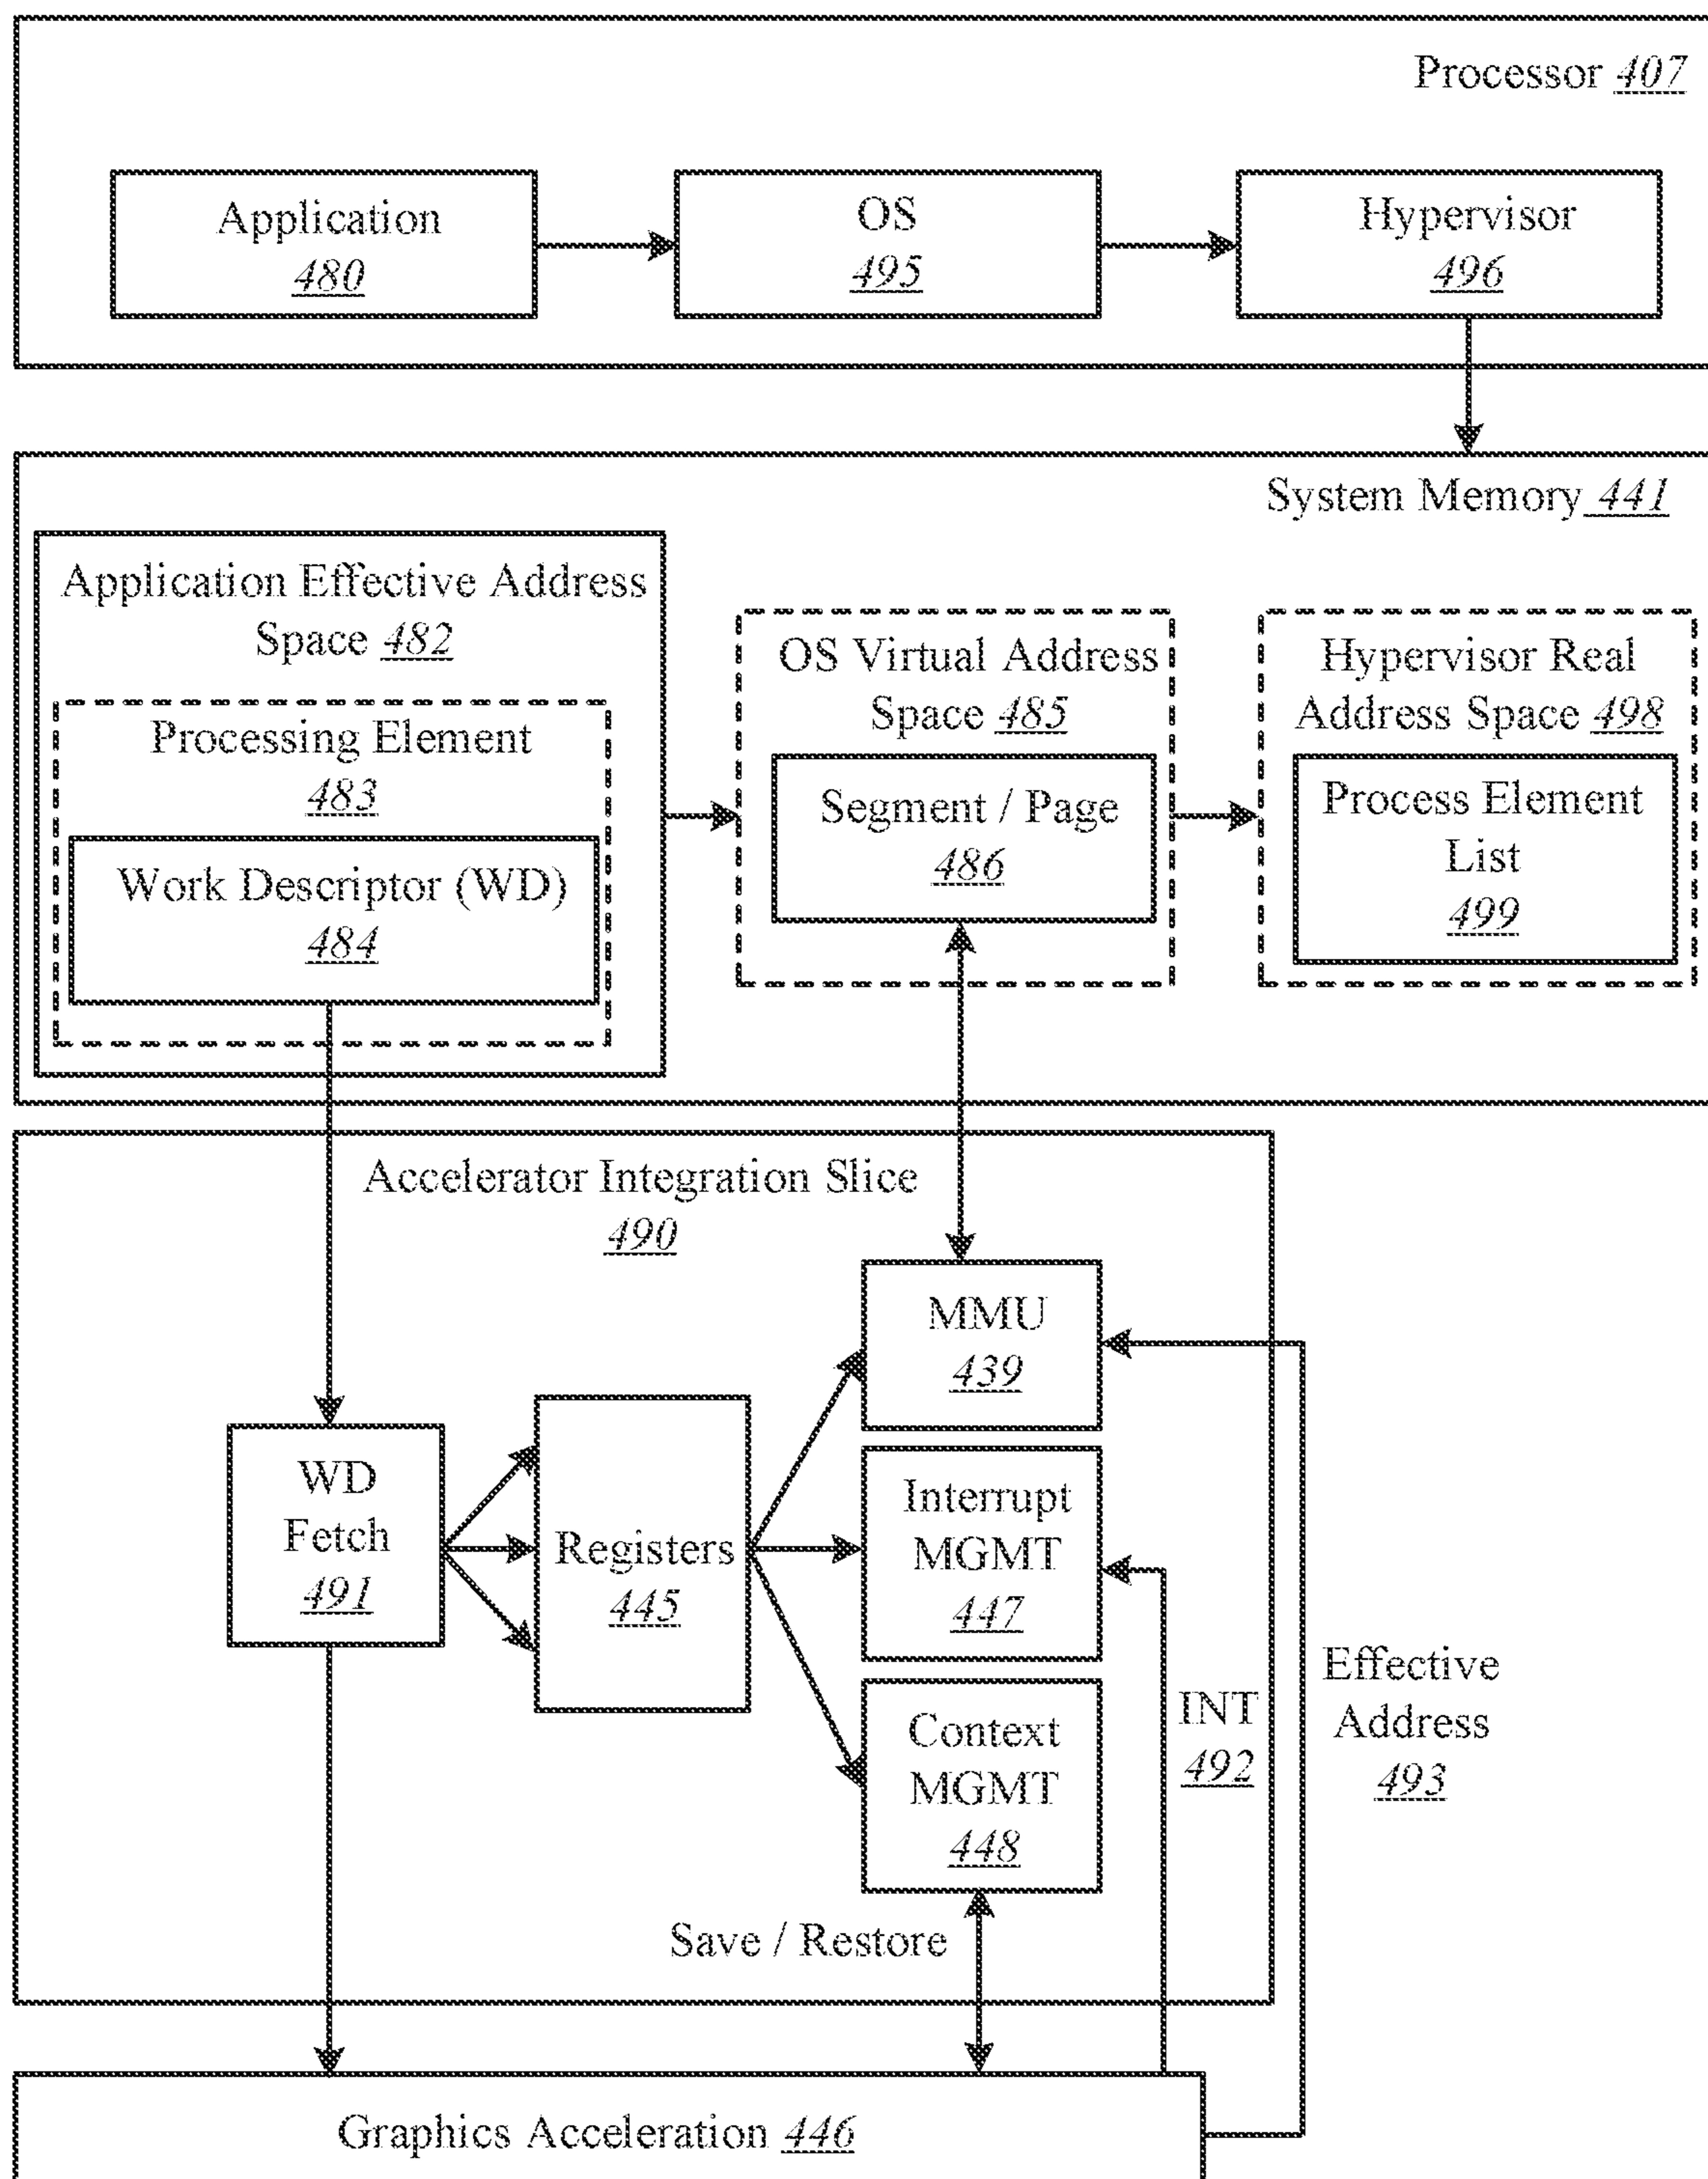 Processor 407
Application
480
OS
495
Hypervisor
496
System Memory 441
Application Effective Address
Space 482
Processing Element
483
Work Descriptor (WD)
484
OS Virtual Address
Space 485
Segment / Page
486
Hypervisor Real
Address Space 498
Process Element
List
499
Accelerator Integration Slice
490
MMU
439
WD
Fetch
491
Registers
445
Interrupt
MGMT
447
Context
MGMT
448
INT
492
Effective
Address
493
Save / Restore
Graphics Acceleration 446